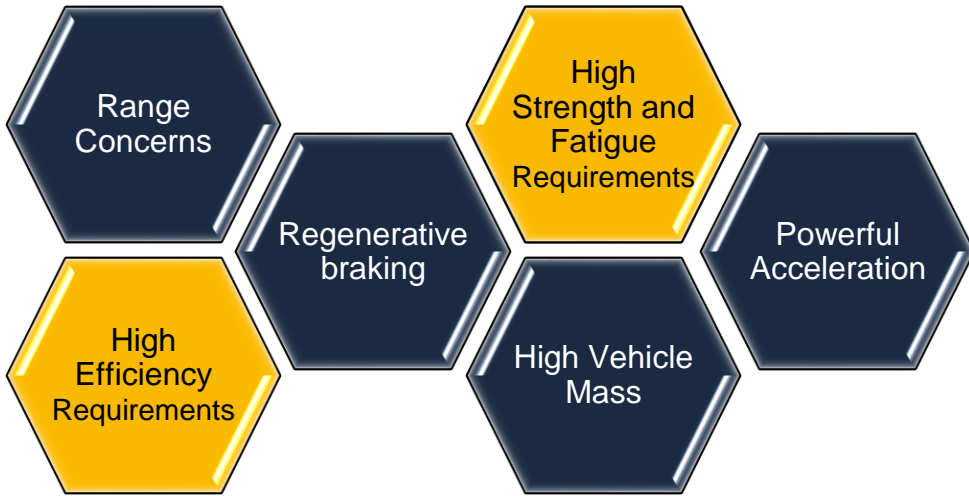 Range
Concerns
High
Efficiency
Requirements
Regenerative
braking
High
Strength and
Fatigue
Requirements
High Vehicle
Mass
Powerful
Acceleration